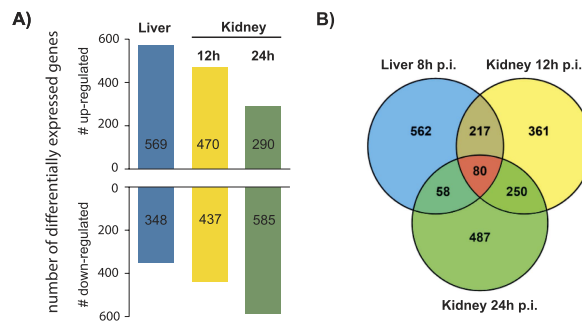 A)
Liver
Kidney
12h
24h
number of differentially expressed genes
# up-regulated
600
400
200
0
569
470
290
# down-regulated
0
200
400
600
348
437
585
B)
Liver 8h p.i.
Kidney 12h p.i.
562
217
361
80
58
250
487
Kidney 24h p.i.